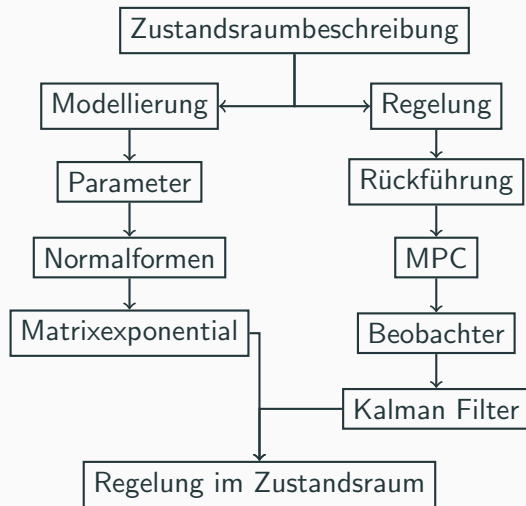 Zustandsraumbeschreibung
Modellierung
Regelung
Parameter
Rückführung
Normalformen
MPC
Matrixexponential
Beobachter
Kalman Filter
Regelung im Zustandsraum